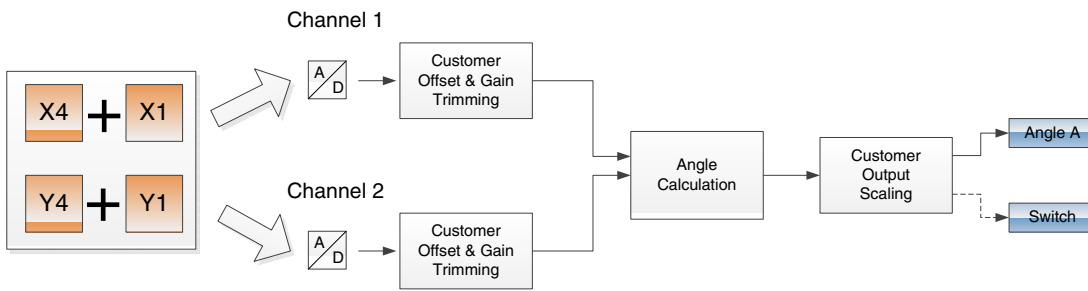 Channel 1
A
D
Customer
Offset & Gain
Trimming
X4 + X1
Y4 + Y1
Channel 2
A
D
Customer
Offset & Gain
Trimming
Angle
Calculation
Customer
Output
Scaling
Angle A
Switch